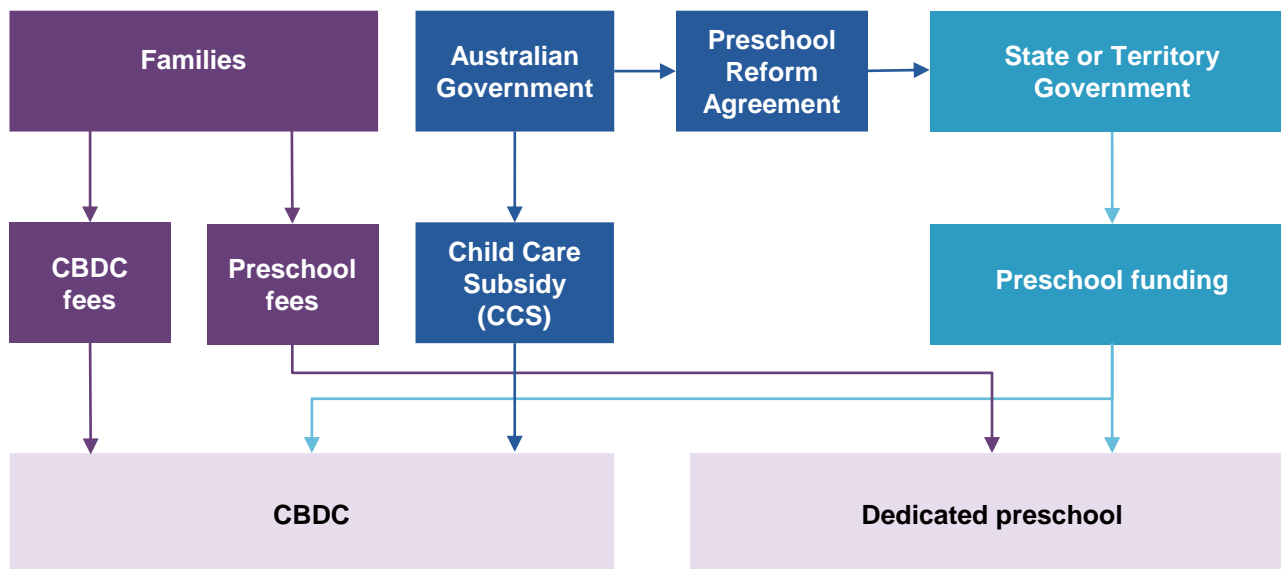 Families
Australian
Government
Preschool
Reform
Agreement
State or Territory
Government
CBDC
fees
Preschool
fees
Child Care
Subsidy
(CCS)
Preschool funding
CBDC
Dedicated preschool